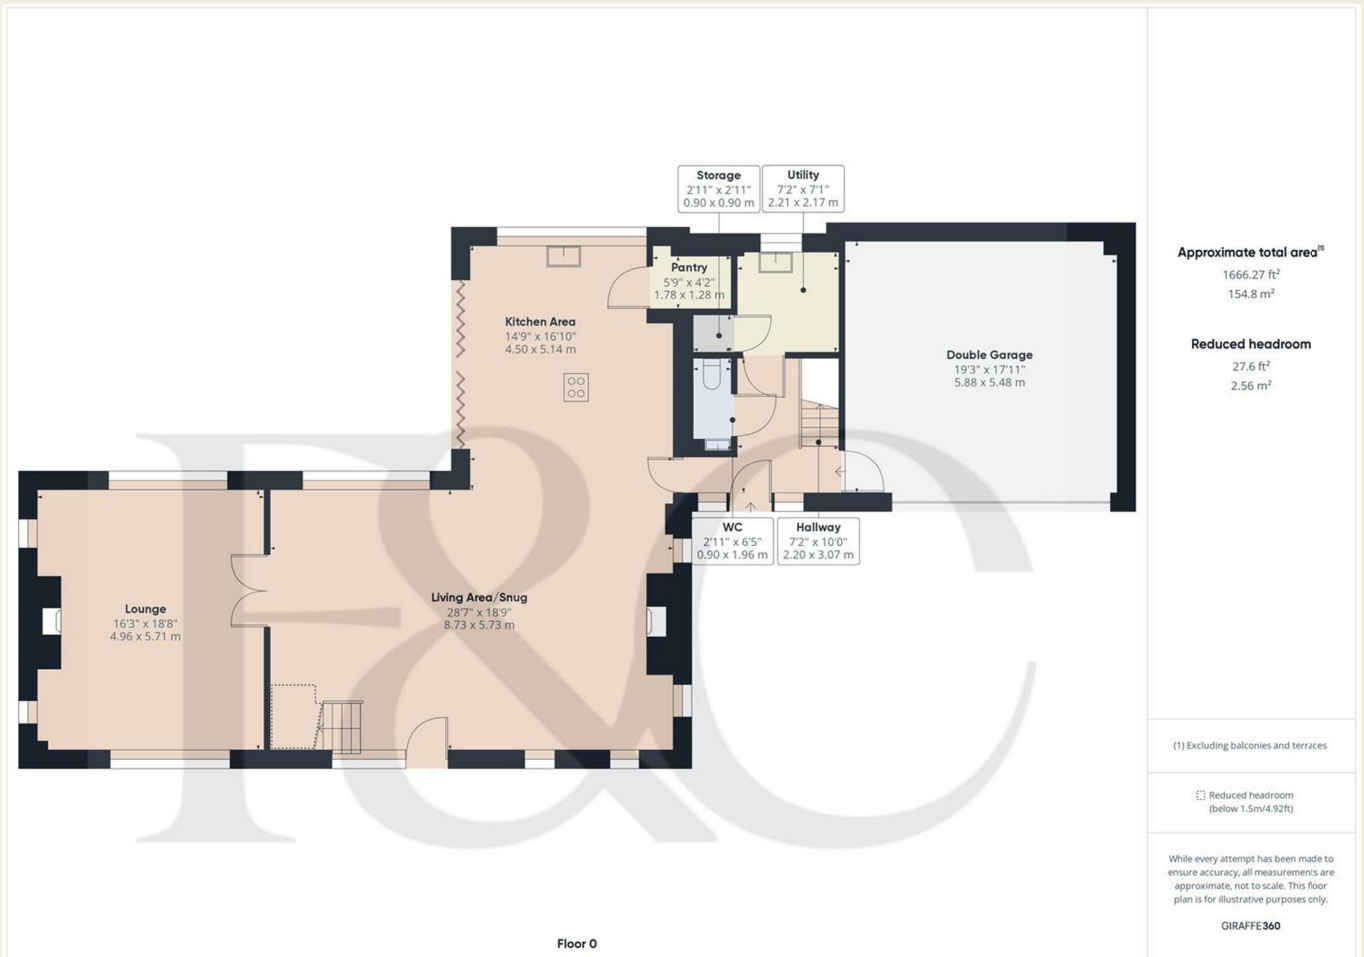 Storage
2'11" x 2'11"
0.90 x 0.90 m
Utility
7'2" x 7'1"
2.21 x 2.17 m
Pantry
5'9" x 4'2"
1.78 x 1.28 m
Kitchen Area
14'9" x 16'10"
4.50 x 5.14 m
Double Garage
19'3" x 17'11"
5.88 x 5.48 m
WC
2'11" x 6'5"
0.90 x 1.96 m
Hallway
7'2" x 10'0"
2.20 x 3.07 m
Lounge
16'3" x 18'8"
4.96 x 5.71 m
Living Area/Snug
28'7" x 18'9"
8.73 x 5.73 m
F&C
Floor 0
Approximate total area(1)
1666.27 ft²
154.8 m²
Reduced headroom
27.6 ft²
2.56 m²
(1) Excluding balconies and terraces
Reduced headroom
(below 1.5m/4.92ft)
While every attempt has been made to
ensure accuracy, all measurements are
approximate, not to scale. This floor
plan is for illustrative purposes only.
GIRAFFE360